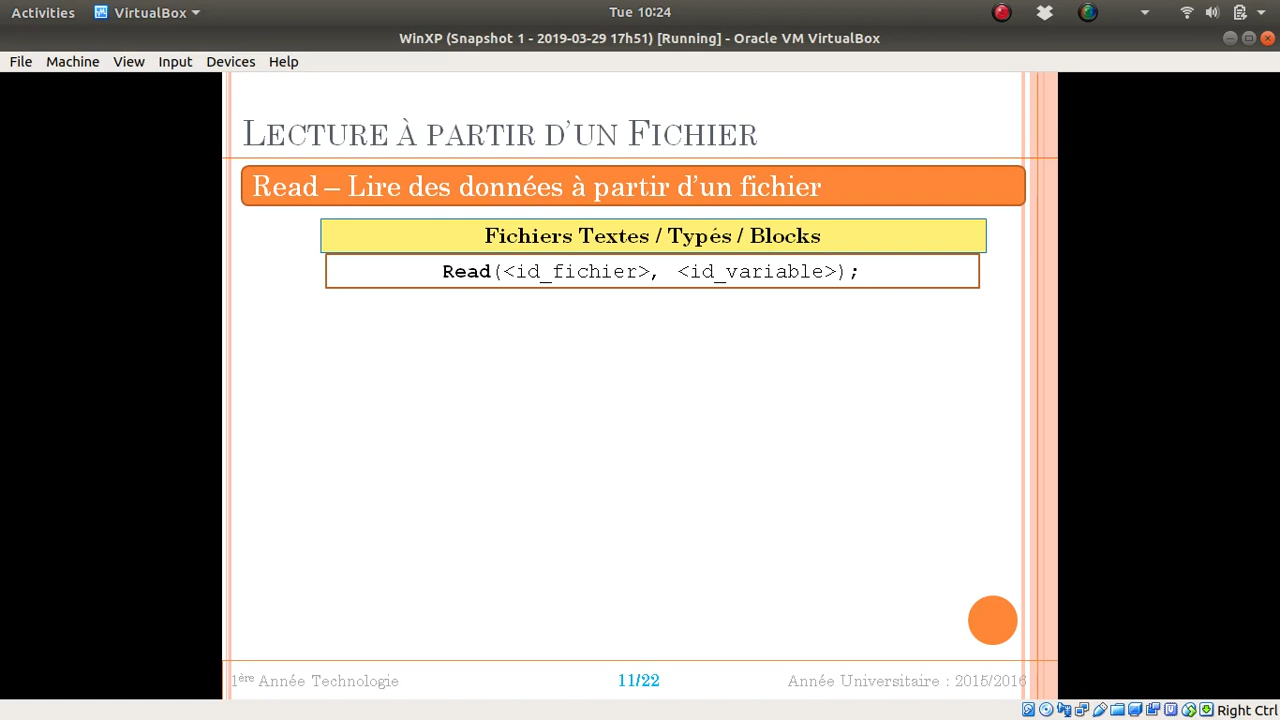 Activities VirtualBox Tue 10:24
WinXP (Snapshot 1 - 2019-03-29 17h51) [Running] - Oracle VM VirtualBox
File Machine View Input Devices Help
LECTURE À PARTIR D’UN FICHIER
Read – Lire des données à partir d’un fichier
Fichiers Textes / Typés / Blocks
Read(<id_fichier>, <id_variable>);
1ère Année Technologie 11/22 Année Universitaire : 2015/2016
Right Ctrl